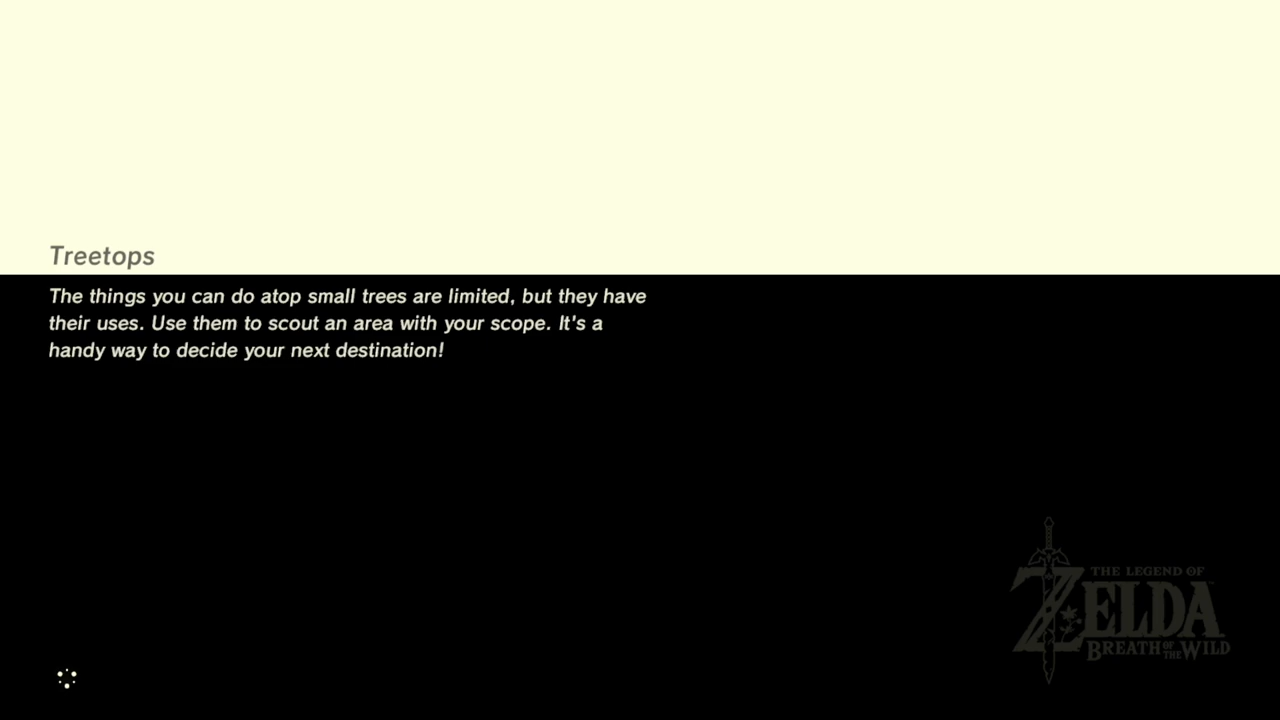 Treetops
The things you can do atop small trees are limited, but they have
their uses. Use them to scout an area with your scope. It's a
handy way to decide your next destination!
THE LEGEND OF
ZELDA
BREATH OF THE WILD